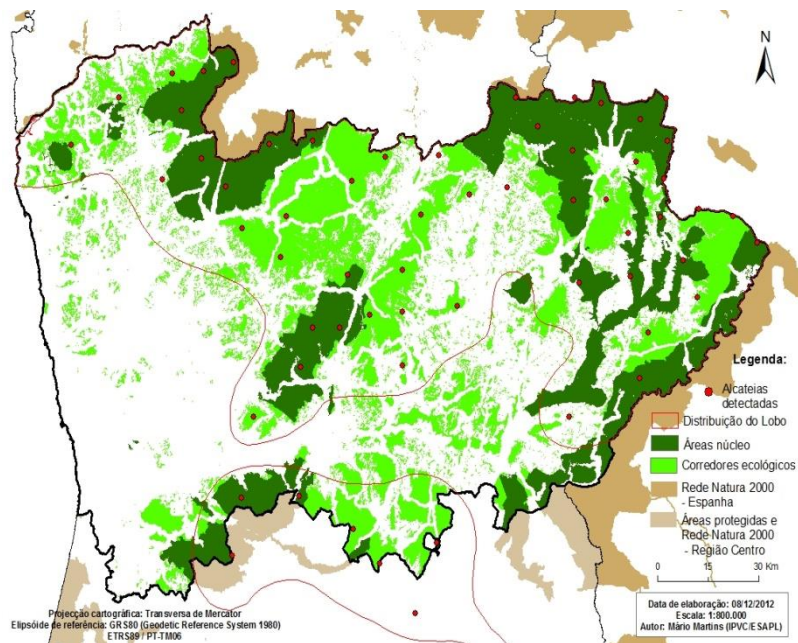 N
Legenda:
Alcateias
detectadas
Distribuição do Lobo
Áreas núcleo
Corredores ecológicos
Rede Natura 2000
- Espanha
Áreas protegidas e
Rede Natura 2000
- Região Centro
0 15 30 Km
Projecção cartográfica: Transversa de Mercator
Elipsóide de referência: GRS80 (Geodetic Reference System 1980)
ETRS89 / PT-TM06
Data de elaboração: 08/12/2012
Escala: 1:800.000
Autor: Mário Martins (IPVC/ESAPL)